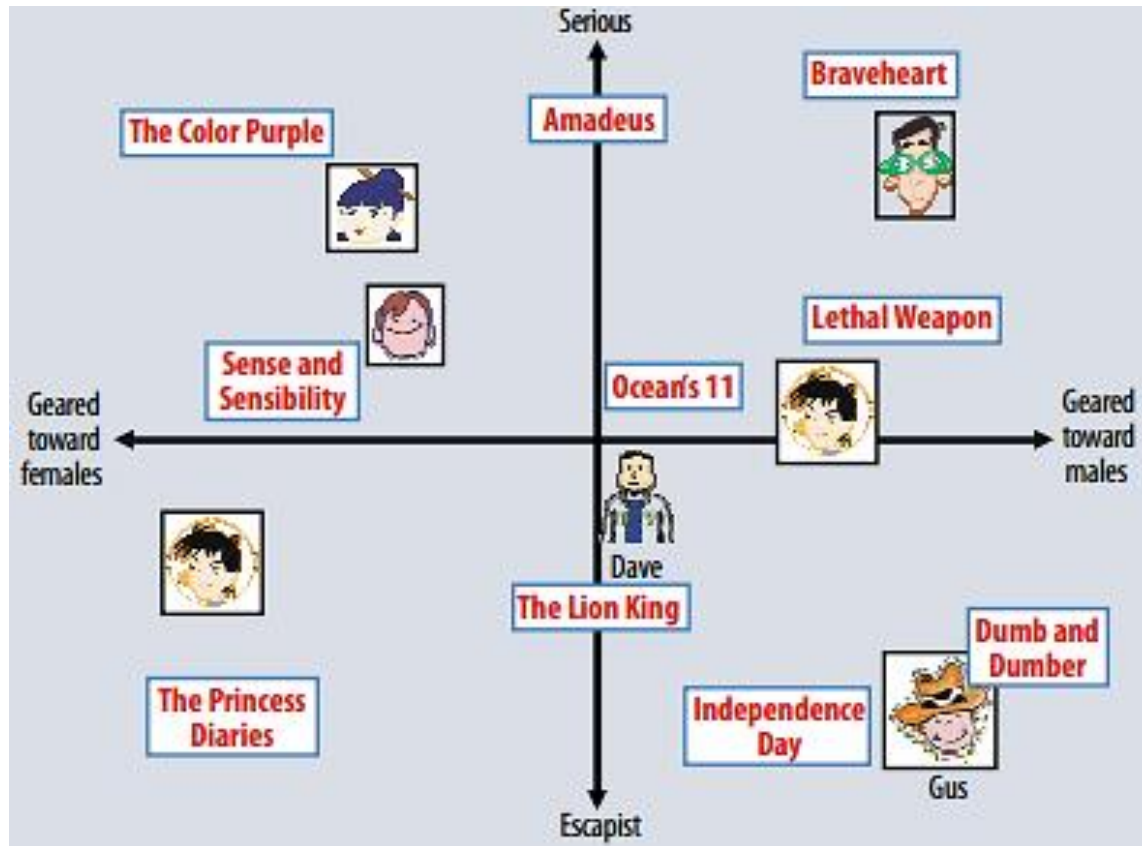 Serious
Braveheart
Amadeus
The Color Purple
Lethal Weapon
Sense and
Sensibility
Ocean's 11
Geared
toward
females
Geared
toward
males
Dave
The Lion King
Dumb and
Dumber
The Princess
Diaries
Independence
Day
Gus
Escapist